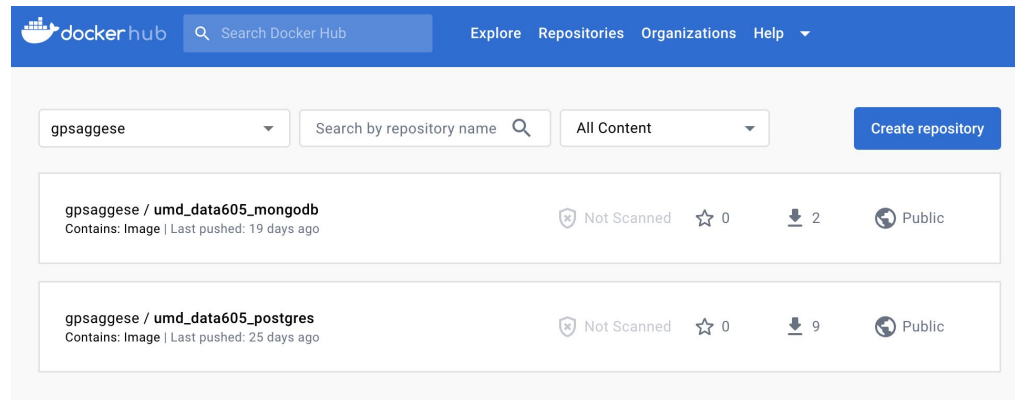 dockerhub Search Docker Hub Explore Repositories Organizations Help
gpsaggese Search by repository name All Content Create repository
gpsaggese / umd_data605_mongodb
Contains: Image | Last pushed: 19 days ago
Not Scanned 0 2 Public
gpsaggese / umd_data605_postgres
Contains: Image | Last pushed: 25 days ago
Not Scanned 0 9 Public